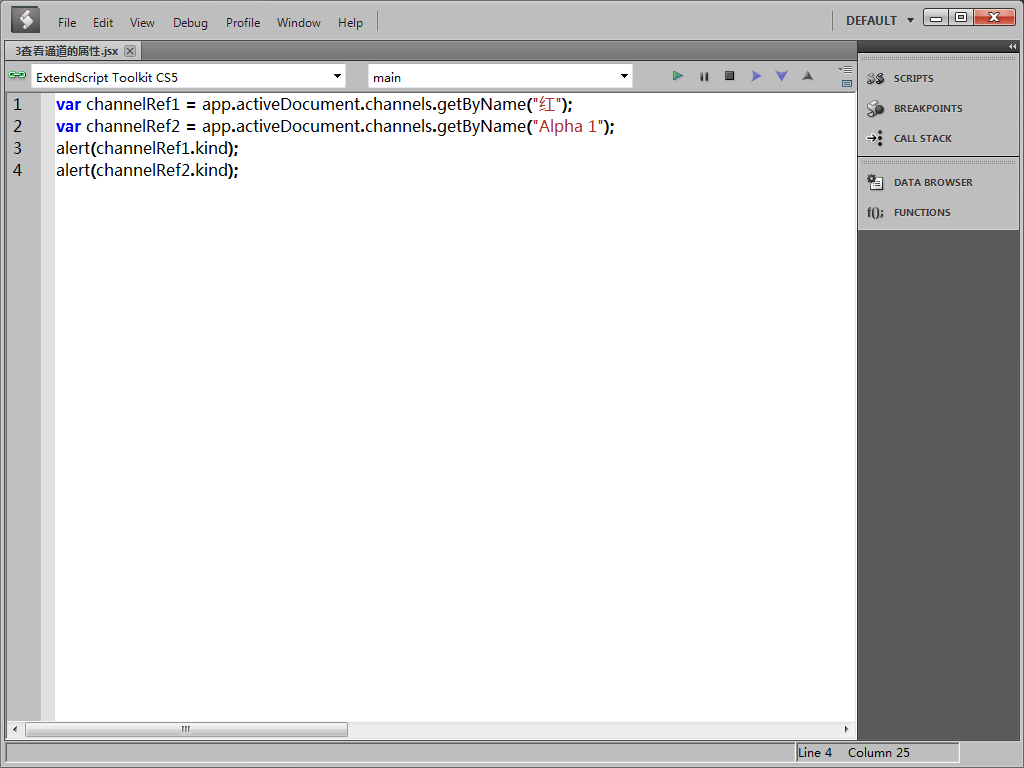 File Edit View Debug Profile Window Help DEFAULT
3查看通道的属性.jsx
ExtendScript Toolkit CS5 main
1 var channelRef1 = app.activeDocument.channels.getByName("红");
2 var channelRef2 = app.activeDocument.channels.getByName("Alpha 1");
3 alert(channelRef1.kind);
4 alert(channelRef2.kind);
SCRIPTS
BREAKPOINTS
CALL STACK
DATA BROWSER
f(); FUNCTIONS
Line 4 Column 25